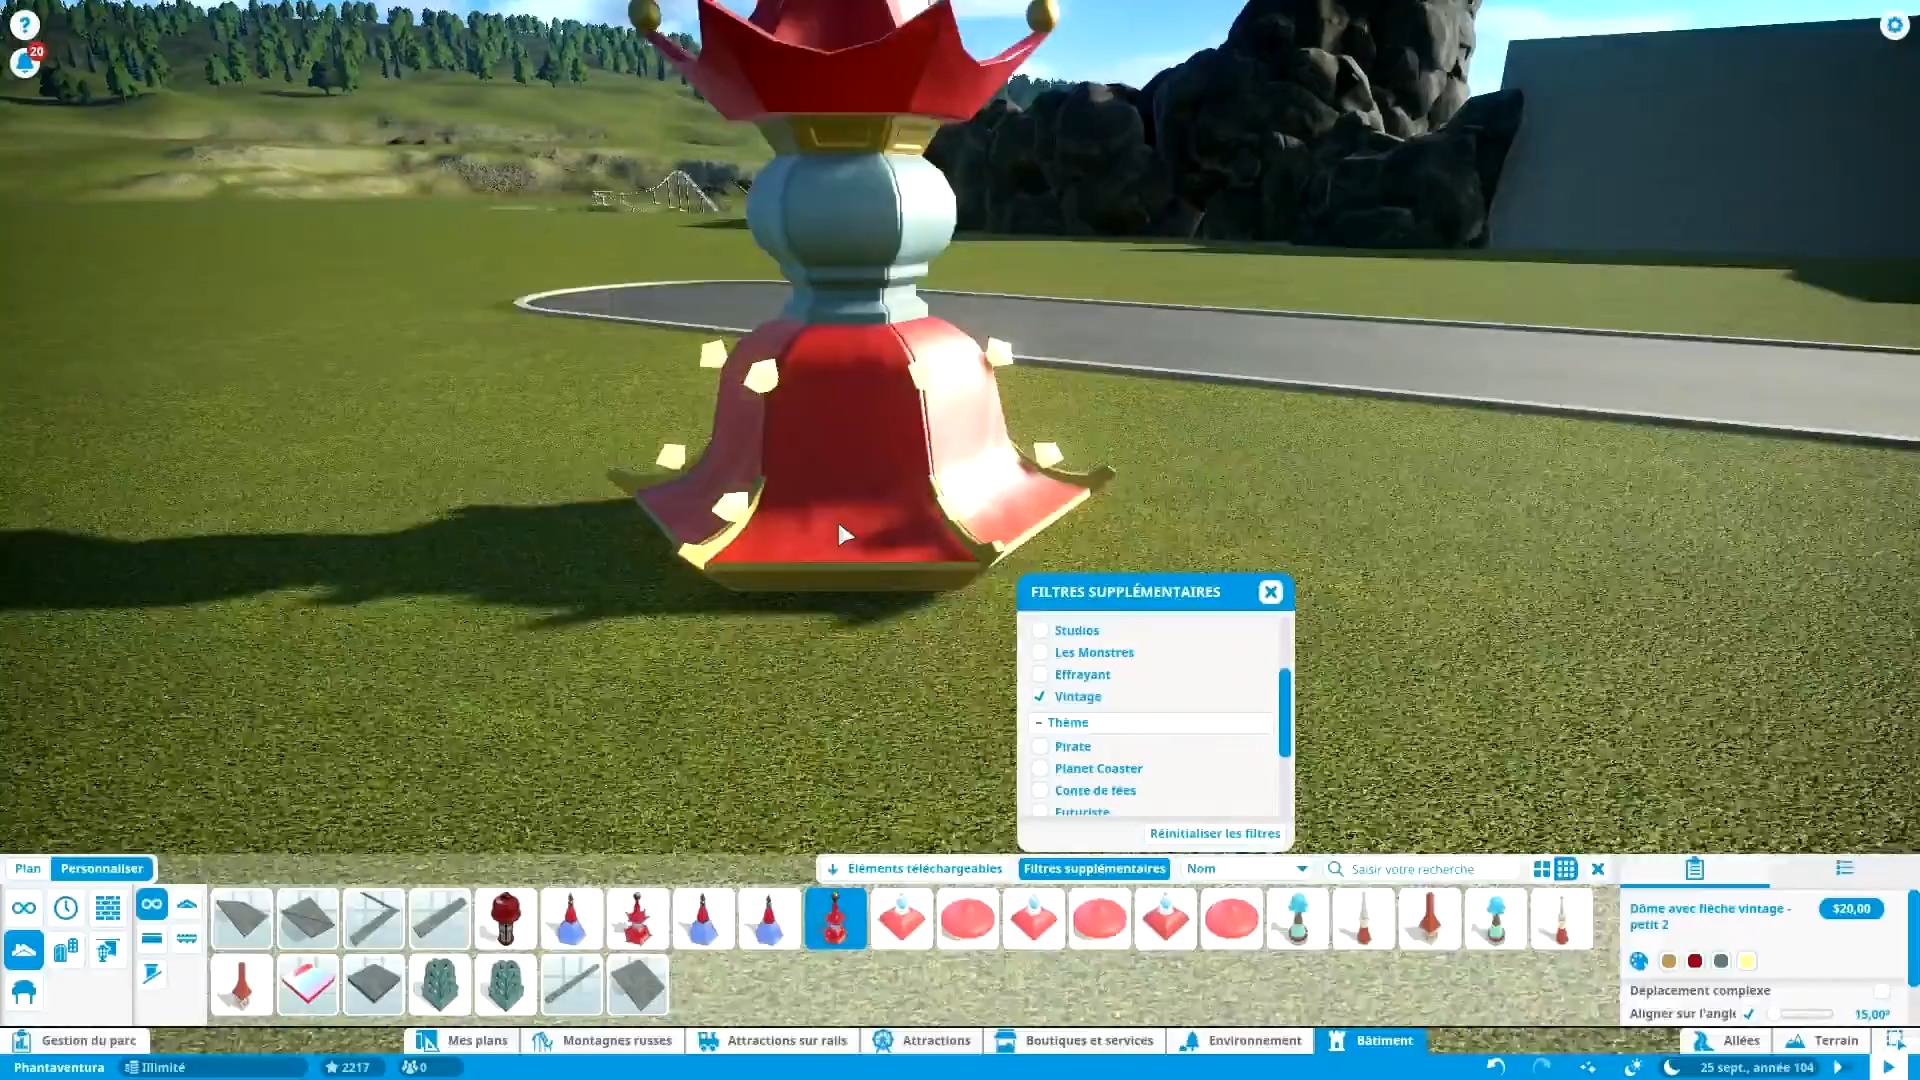 ?
20
FILTRES SUPPLÉMENTAIRES
Studios
Les Monstres
Effrayant
Vintage
- Thème
Pirate
Planet Coaster
Conte de fées
Futuriste
Réinitialiser les filtres
Plan
Personnaliser
Eléments téléchargeables
Filtres supplémentaires
Nom
Saisir votre recherche
Dôme avec flèche vintage -
petit 2
$20,00
Déplacement complexe
Aligner sur l'angle
15,00°
Gestion du parc
Mes plans
Montagnes russes
Attractions sur rails
Attractions
Boutiques et services
Environnement
Bâtiment
Allées
Terrain
Phantaventura
Illimité
2217
0
25 sept., année 104